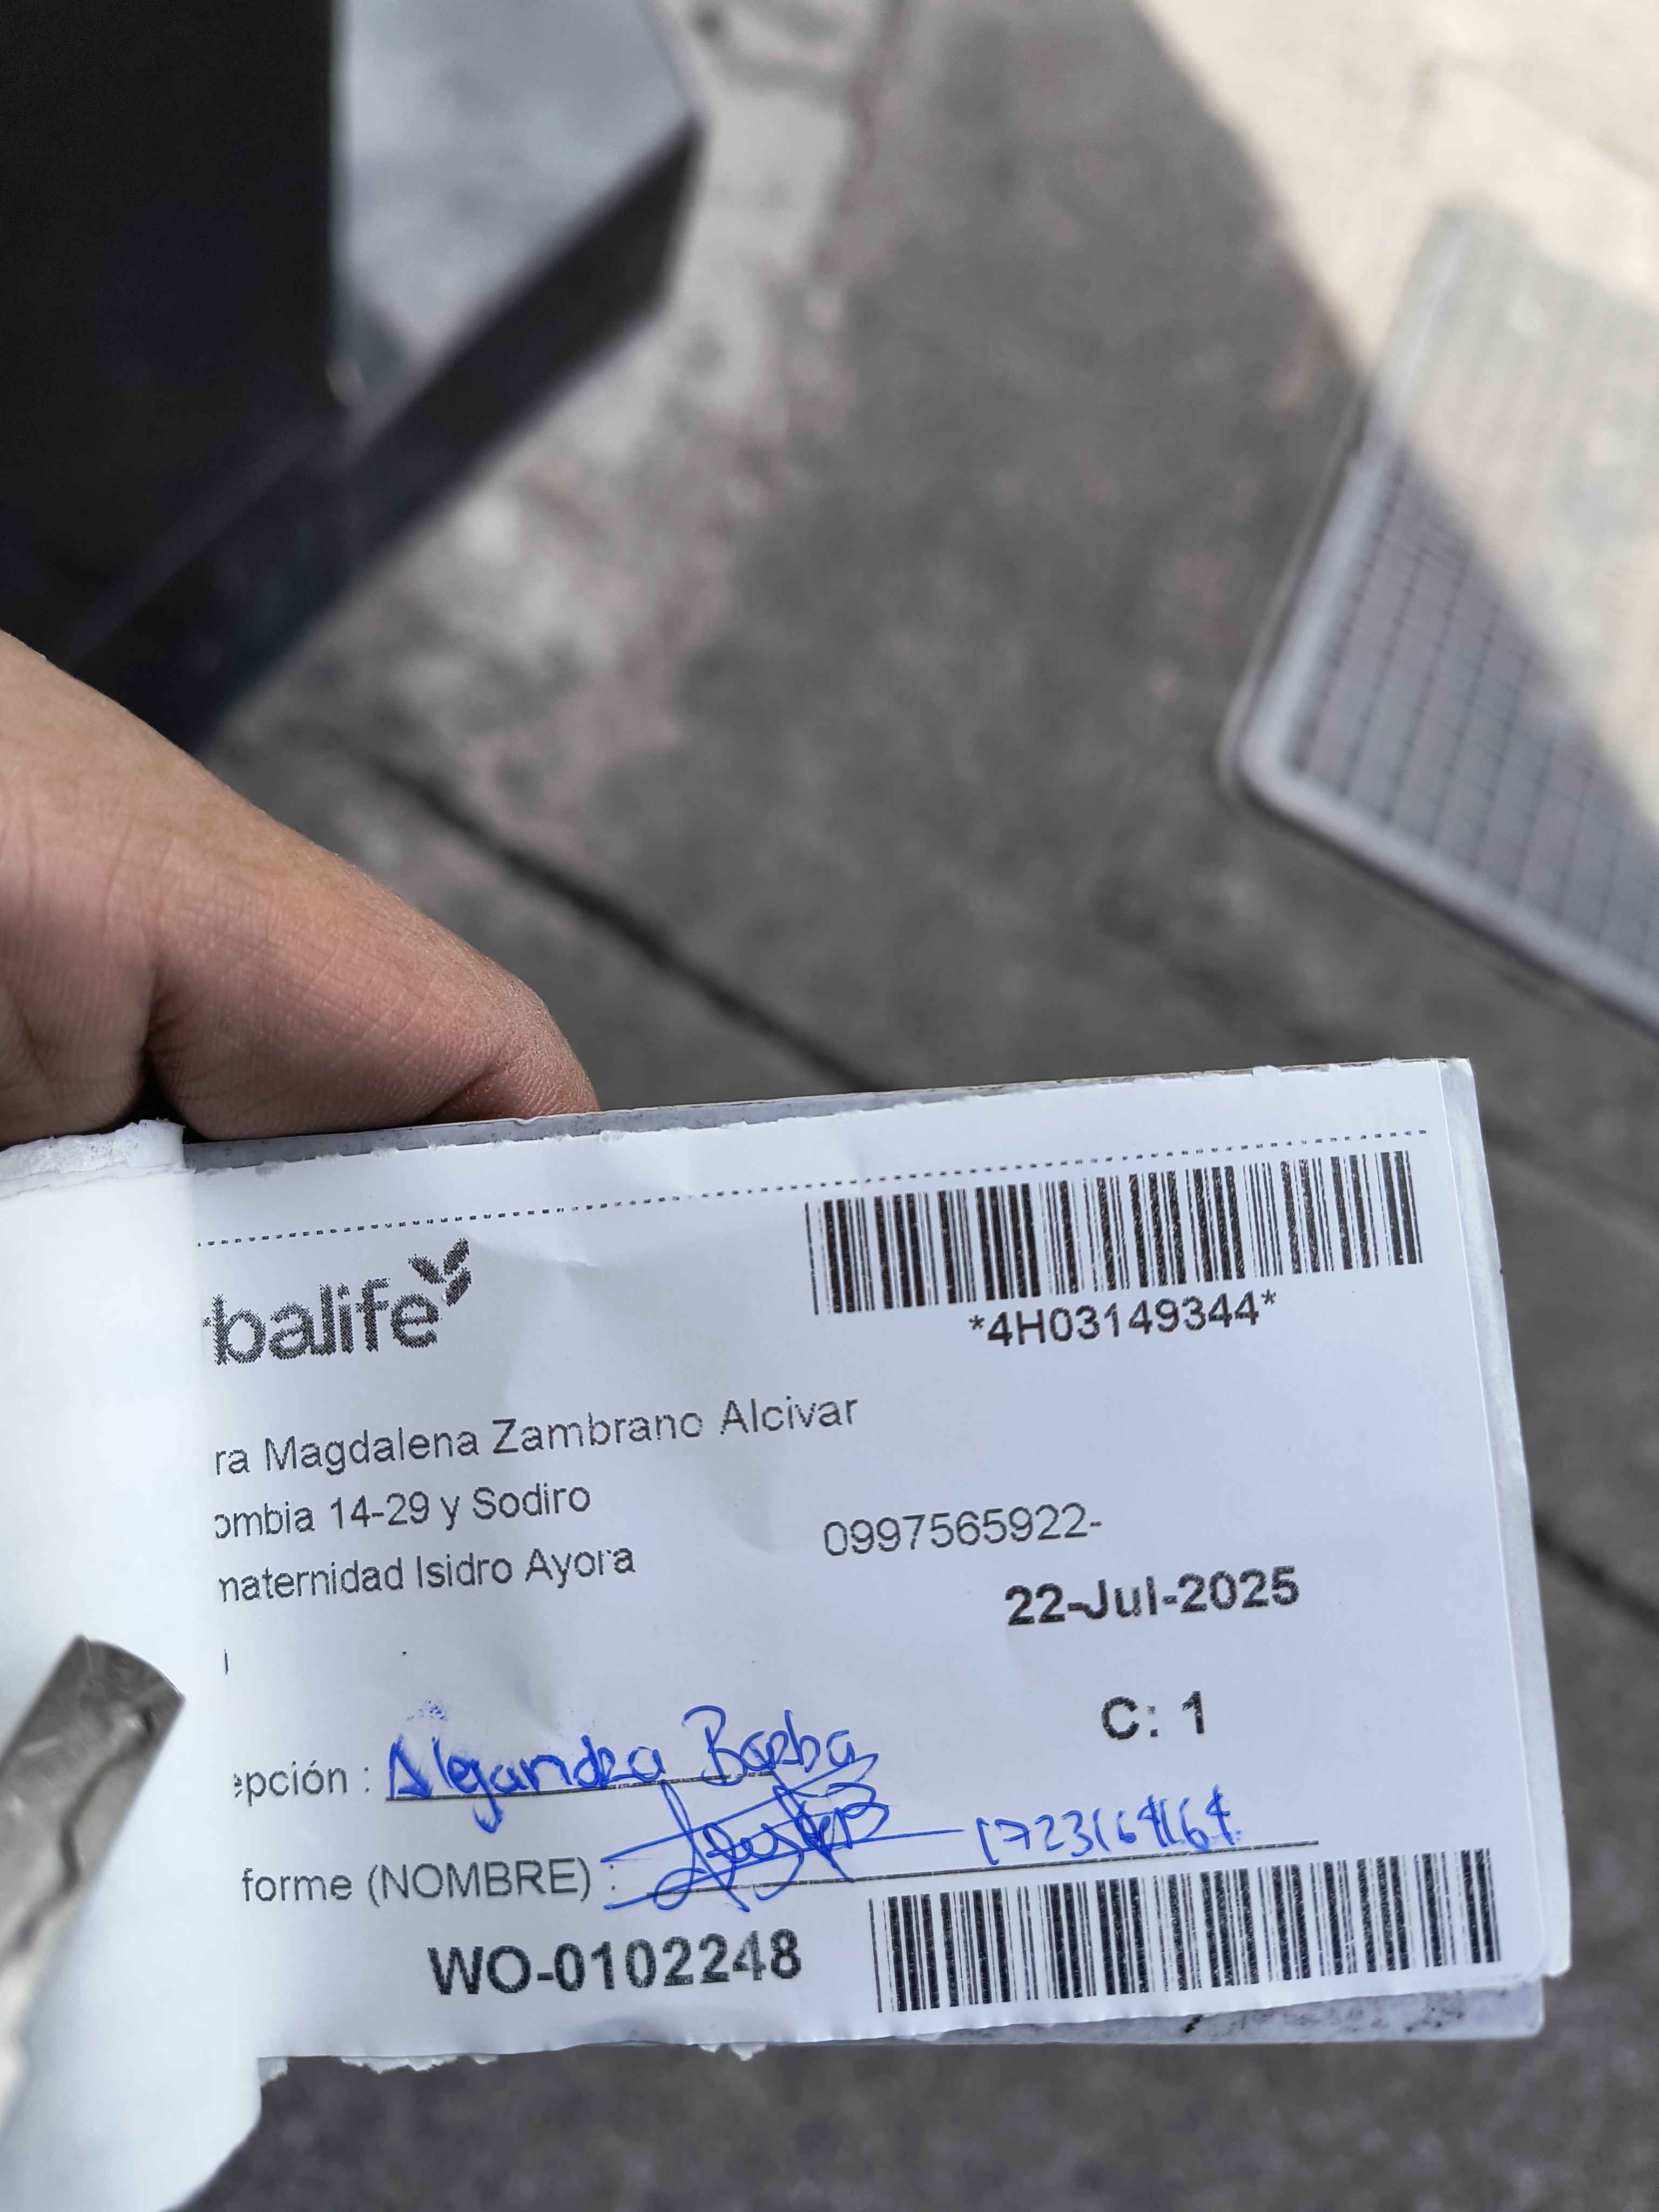 balife
*4H03149344*
ra Magdalena Zambrano Alcivar
ombia 14-29 y Sodiro
0997565922-
maternidad Isidro Ayora
22-Jul-2025
C: 1
epción : Alejandra Barba
forme (NOMBRE) :
WO-0102248